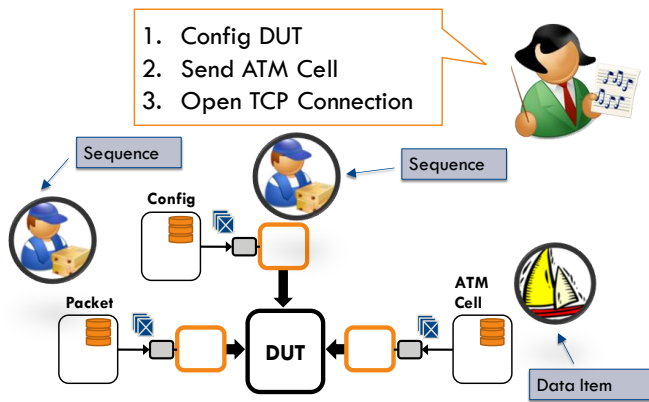 1. Config DUT
2. Send ATM Cell
3. Open TCP Connection
Sequence
Sequence
Config
Packet
ATM
Cell
DUT
Data Item